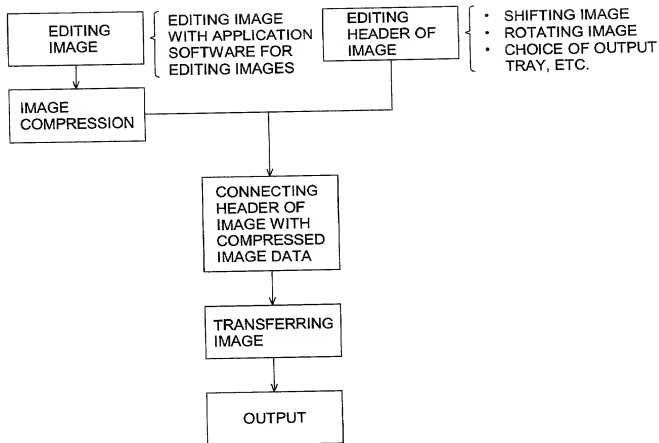 EDITING
IMAGE
EDITING IMAGE
WITH APPLICATION
SOFTWARE FOR
EDITING IMAGES
EDITING
HEADER OF
IMAGE
• SHIFTING IMAGE
• ROTATING IMAGE
• CHOICE OF OUTPUT
TRAY, ETC.
IMAGE
COMPRESSION
CONNECTING
HEADER OF
IMAGE WITH
COMPRESSED
IMAGE DATA
TRANSFERRING
IMAGE
OUTPUT